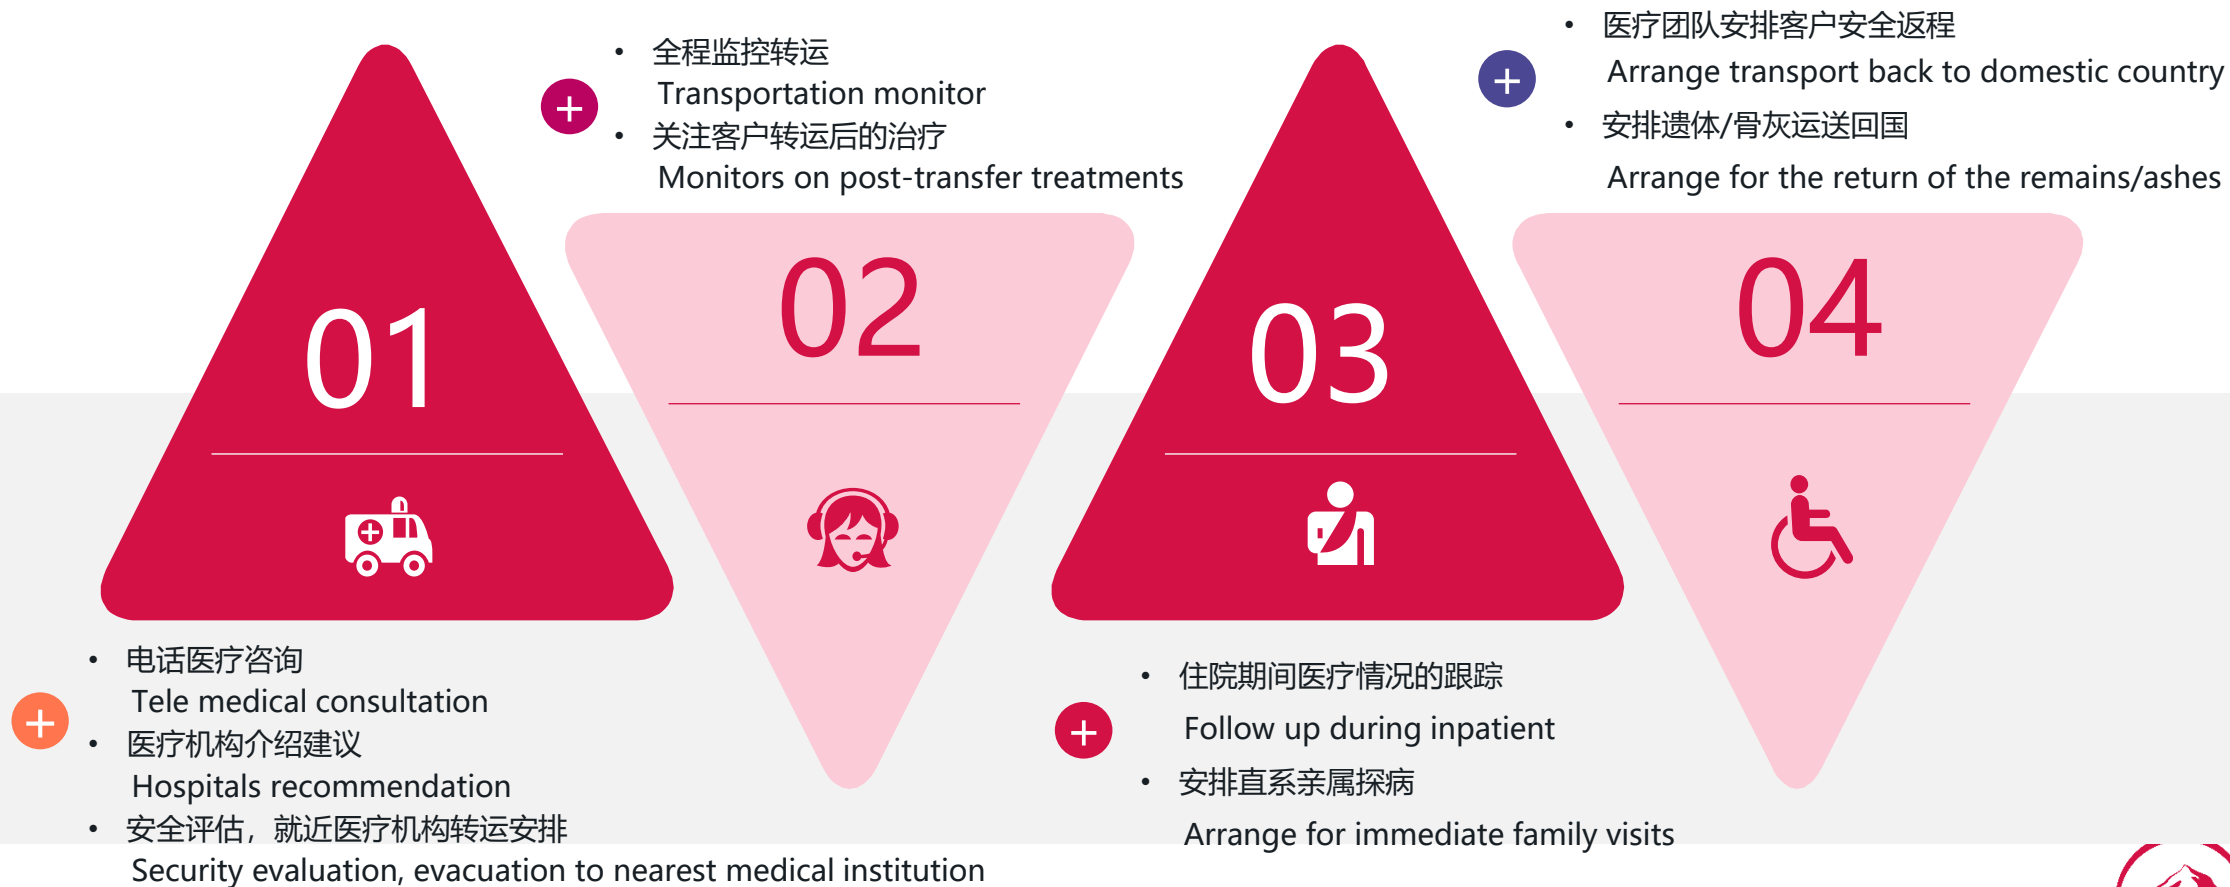 01
• 电话医疗咨询
Tele medical consultation
• 医疗机构介绍建议
Hospitals recommendation
• 安全评估，就近医疗机构转运安排
Security evaluation, evacuation to nearest medical institution
• 全程监控转运
Transportation monitor
• 关注客户转运后的治疗
Monitors on post-transfer treatments
02
03
• 住院期间医疗情况的跟踪
Follow up during inpatient
• 安排直系亲属探病
Arrange for immediate family visits
• 医疗团队安排客户安全返程
Arrange transport back to domestic country
• 安排遗体/骨灰运送回国
Arrange for the return of the remains/ashes
04